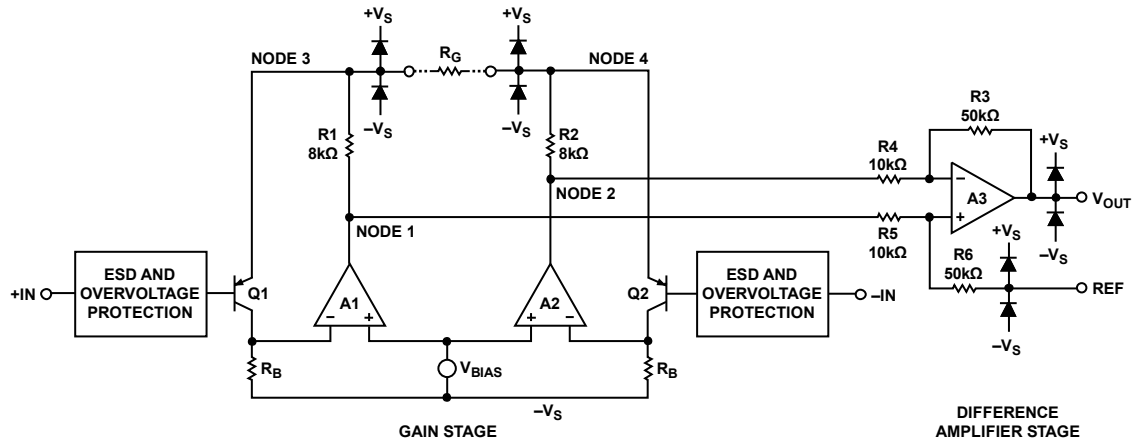 +VS
+VS
NODE 3
RG
NODE 4
–VS
–VS
R1
8kΩ
R2
8kΩ
R3
50kΩ
R4
10kΩ
+VS
NODE 2
–
A3
+
VOUT
NODE 1
R5
10kΩ
+VS
–VS
ESD AND
OVERVOLTAGE
PROTECTION
+IN
Q1
A1
–
+
A2
+
–
Q2
ESD AND
OVERVOLTAGE
PROTECTION
–IN
R6
50kΩ
REF
–VS
RB
VBIAS
RB
–VS
GAIN STAGE
DIFFERENCE
AMPLIFIER STAGE